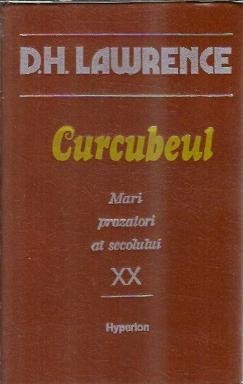 D.H. LAWRENCE
Curcubeul
Mari
prozatori
ai secolului
XX
Hyperion